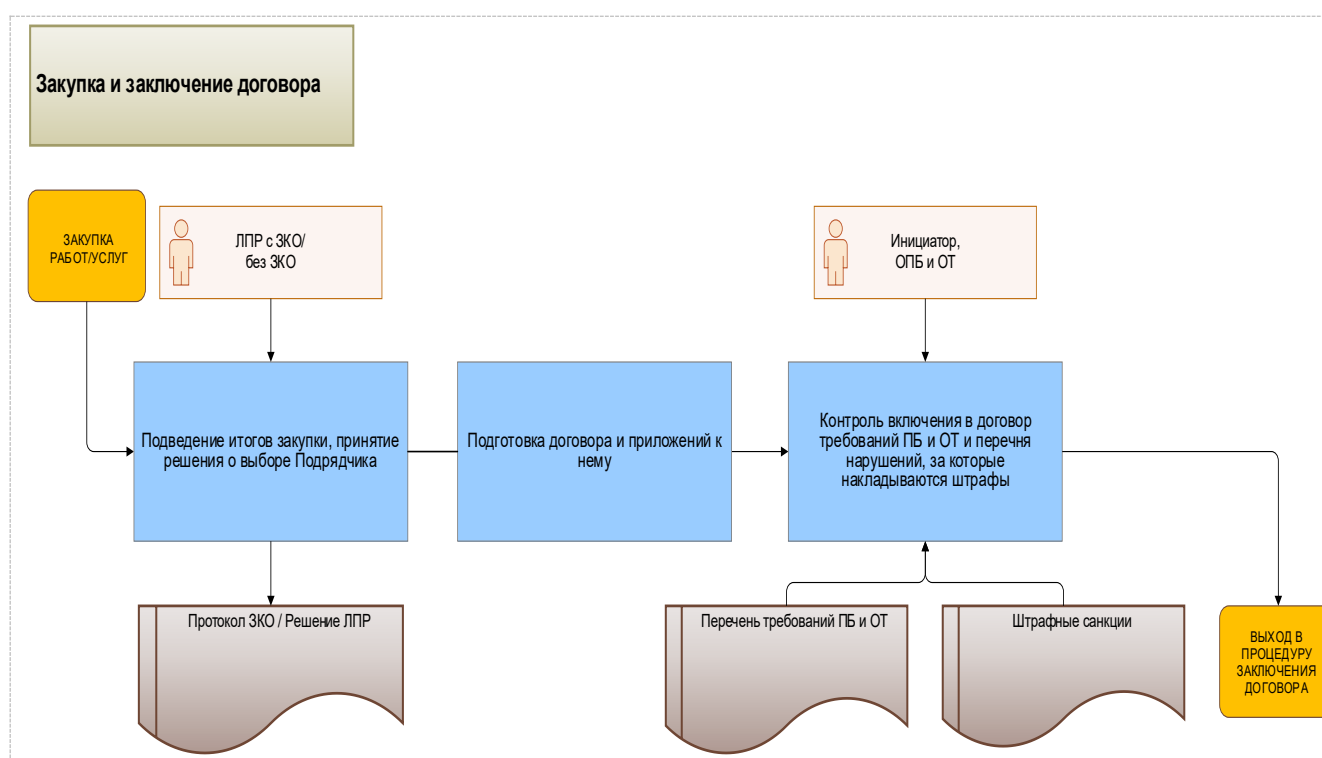 Закупка и заключение договора
ЗАКУПКА
РАБОТ/УСЛУГ
ЛПР с ЗКО/
без ЗКО
Инициатор,
ОПБ и ОТ
Подведение итогов закупки, принятие
решения о выборе Подрядчика
Подготовка договора и приложений к
нему
Контроль включения в договор
требований ПБ и ОТ и перечня
нарушений, за которые
накладываются штрафы
Протокол ЗКО / Решение ЛПР
Перечень требований ПБ и ОТ
Штрафные санкции
ВЫХОД В
ПРОЦЕДУРУ
ЗАКЛЮЧЕНИЯ
ДОГОВОРА